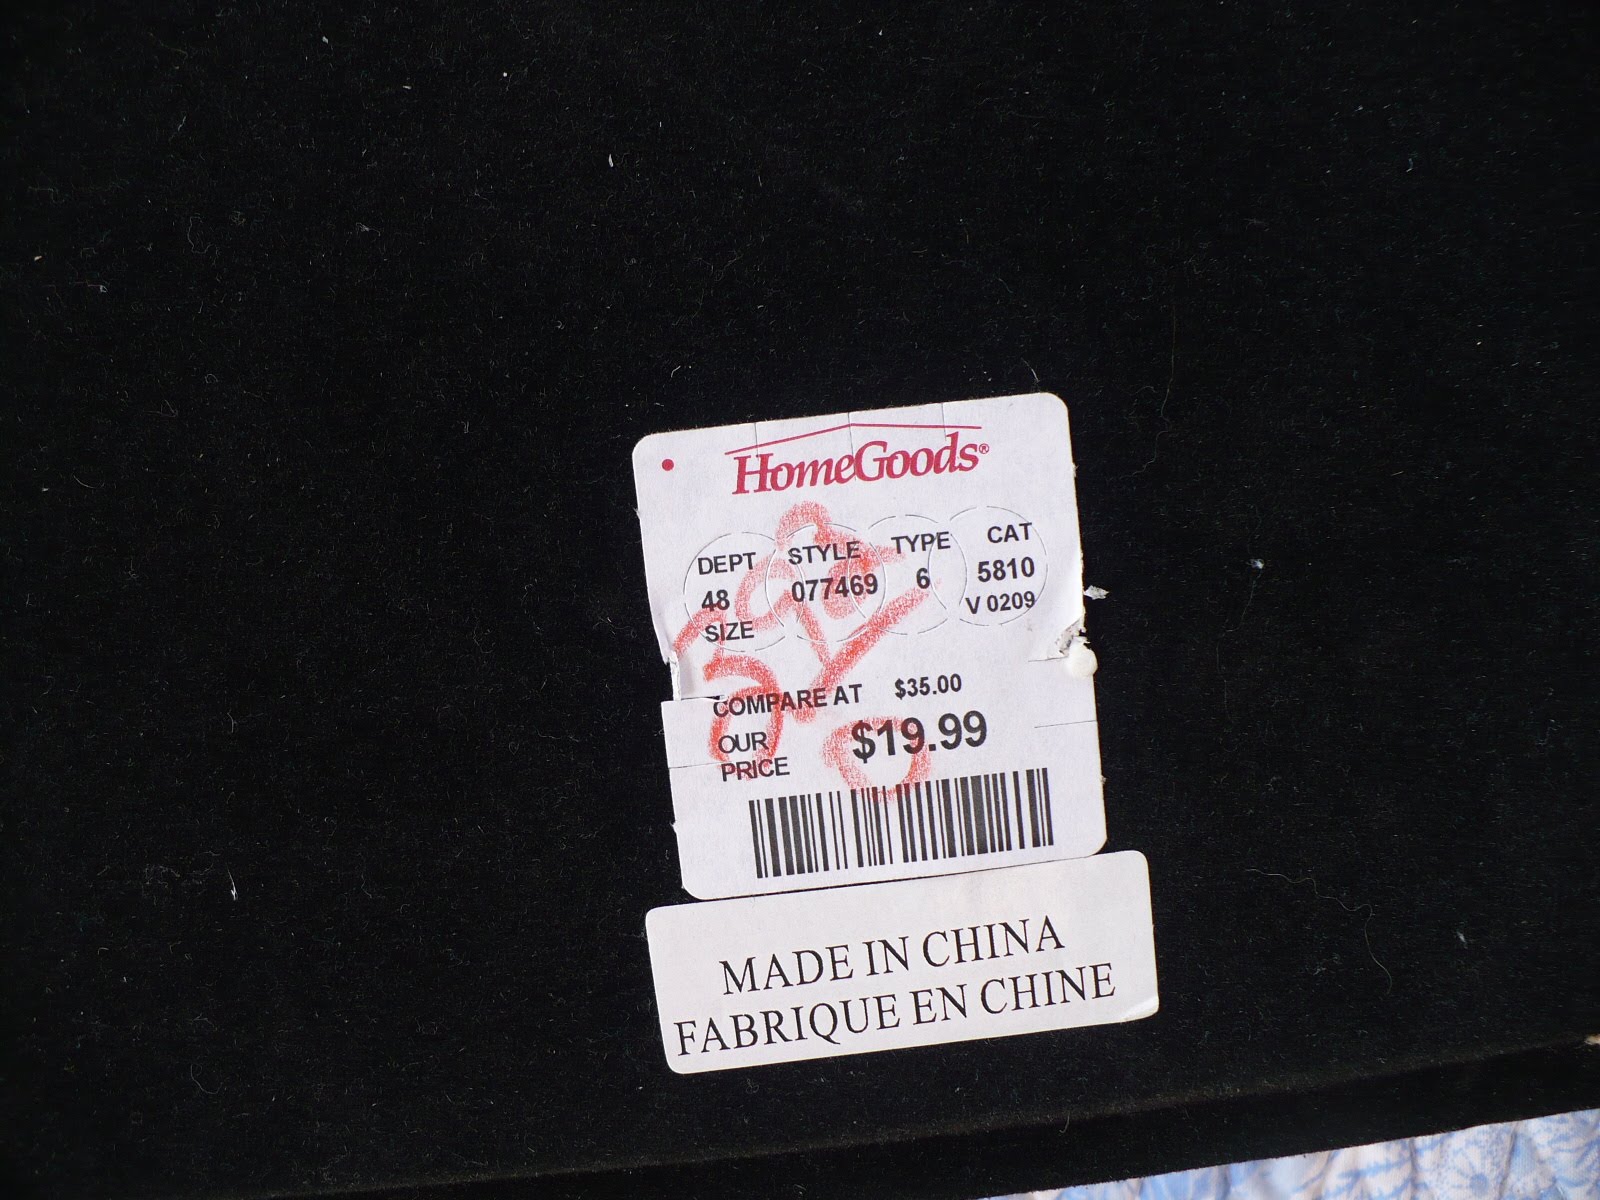 HomeGoods®
DEPT STYLE TYPE CAT
48 077469 6 5810
V 0209
SIZE
COMPARE AT $35.00
OUR PRICE $19.99
MADE IN CHINA
FABRIQUE EN CHINE